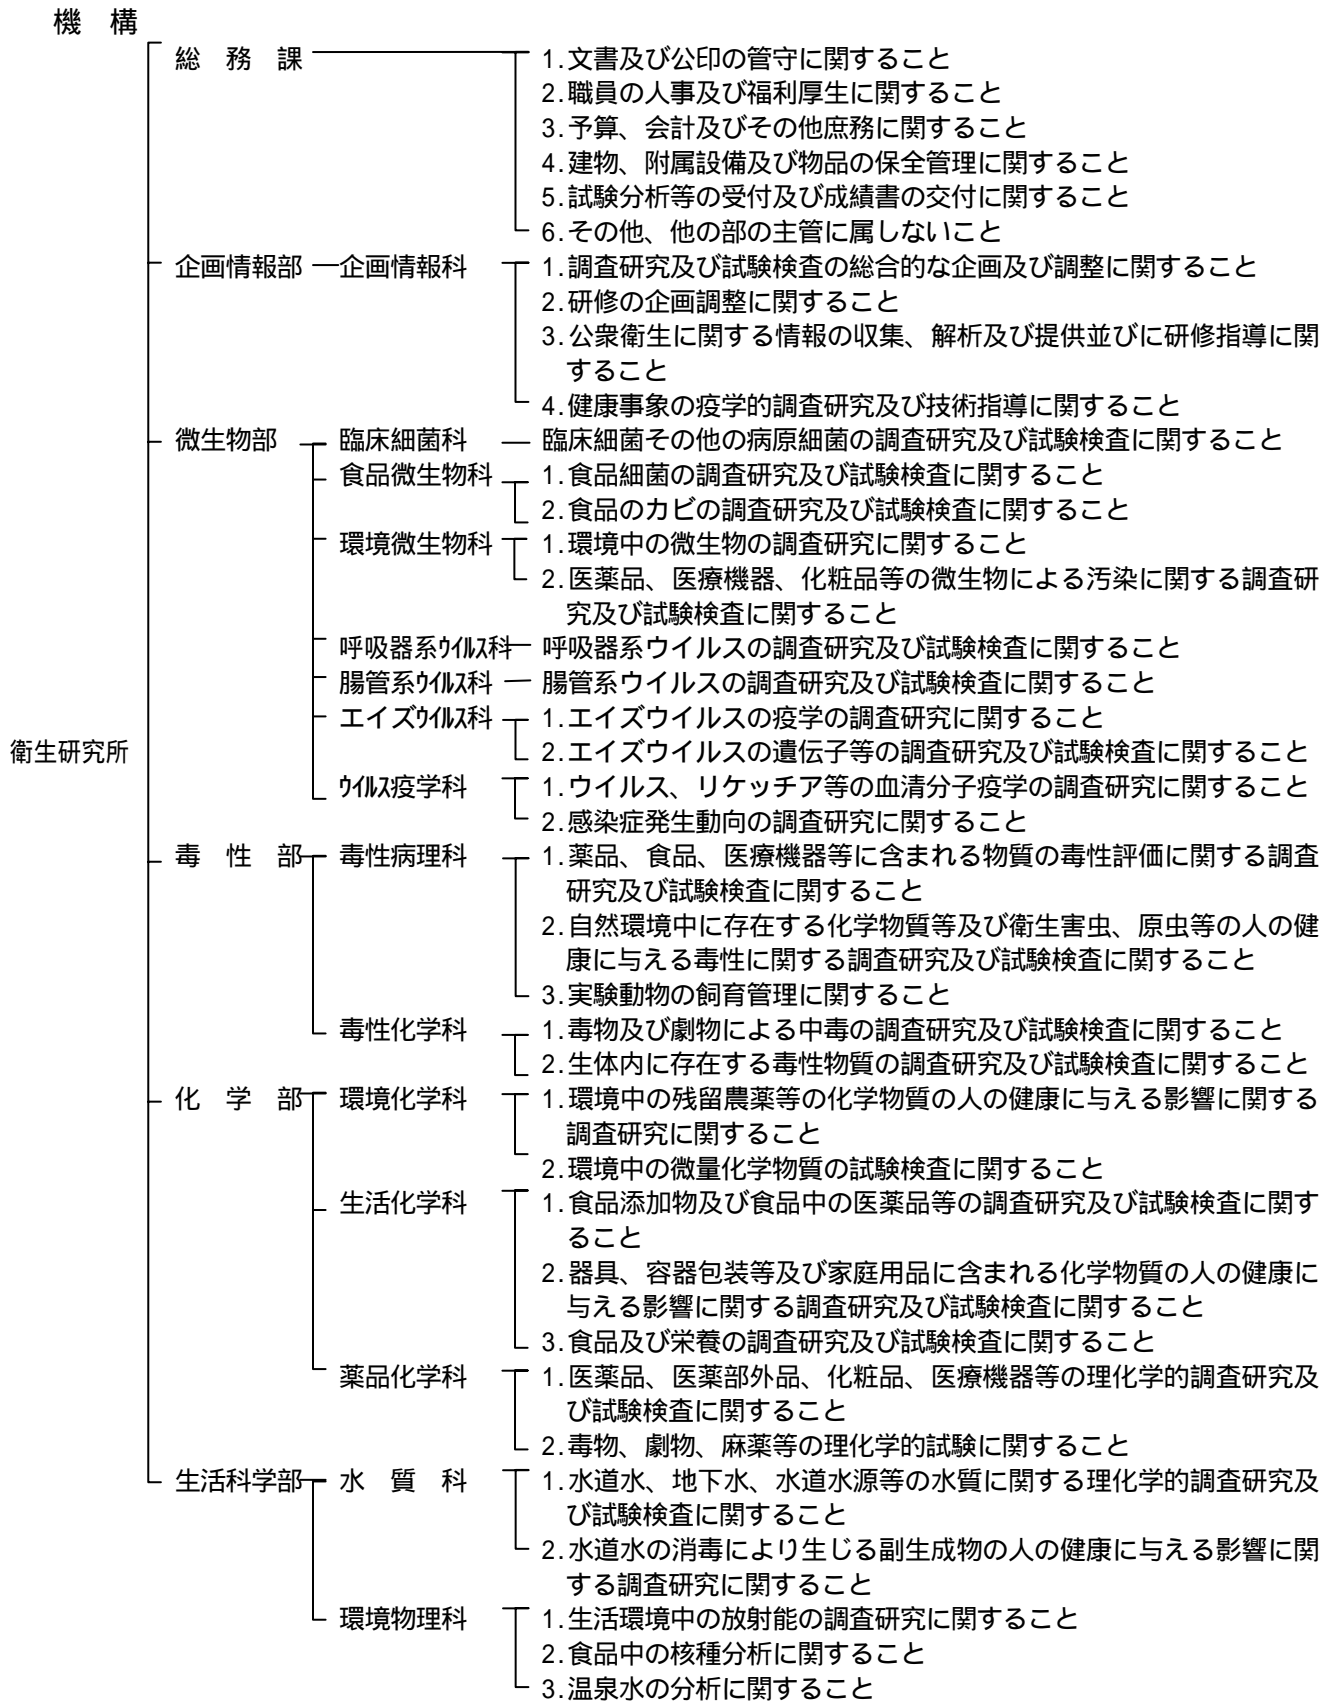 機　構
総　務　課
1.文書及び公印の管守に関すること
2.職員の人事及び福利厚生に関すること
3.予算、会計及びその他庶務に関すること
4.建物、附属設備及び物品の保全管理に関すること
5.試験分析等の受付及び成績書の交付に関すること
6.その他、他の部の主管に属しないこと
企画情報部
企画情報科
1.調査研究及び試験検査の総合的な企画及び調整に関すること
2.研修の企画調整に関すること
3.公衆衛生に関する情報の収集、解析及び提供並びに研修指導に関
すること
4.健康事象の疫学的調査研究及び技術指導に関すること
微生物部
臨床細菌科
臨床細菌その他の病原細菌の調査研究及び試験検査に関すること
食品微生物科
1.食品細菌の調査研究及び試験検査に関すること
2.食品のカビの調査研究及び試験検査に関すること
環境微生物科
1.環境中の微生物の調査研究に関すること
2.医薬品、医療機器、化粧品等の微生物による汚染に関する調査研
究及び試験検査に関すること
呼吸器系ｳｲﾙｽ科
呼吸器系ウイルスの調査研究及び試験検査に関すること
腸管系ｳｲﾙｽ科
腸管系ウイルスの調査研究及び試験検査に関すること
エイズｳｲﾙｽ科
1.エイズウイルスの疫学の調査研究に関すること
2.エイズウイルスの遺伝子等の調査研究及び試験検査に関すること
衛生研究所
ｳｲﾙｽ疫学科
1.ウイルス、リケッチア等の血清分子疫学の調査研究に関すること
2.感染症発生動向の調査研究に関すること
毒　性　部
毒性病理科
1.薬品、食品、医療機器等に含まれる物質の毒性評価に関する調査
研究及び試験検査に関すること
2.自然環境中に存在する化学物質等及び衛生害虫、原虫等の人の健
康に与える毒性に関する調査研究及び試験検査に関すること
3.実験動物の飼育管理に関すること
毒性化学科
1.毒物及び劇物による中毒の調査研究及び試験検査に関すること
2.生体内に存在する毒性物質の調査研究及び試験検査に関すること
化　学　部
環境化学科
1.環境中の残留農薬等の化学物質の人の健康に与える影響に関する
調査研究に関すること
2.環境中の微量化学物質の試験検査に関すること
生活化学科
1.食品添加物及び食品中の医薬品等の調査研究及び試験検査に関す
ること
2.器具、容器包装等及び家庭用品に含まれる化学物質の人の健康に
与える影響に関する調査研究及び試験検査に関すること
3.食品及び栄養の調査研究及び試験検査に関すること
薬品化学科
1.医薬品、医薬部外品、化粧品、医療機器等の理化学的調査研究及
び試験検査に関すること
2.毒物、劇物、麻薬等の理化学的試験に関すること
生活科学部
水　質　科
1.水道水、地下水、水道水源等の水質に関する理化学的調査研究及
び試験検査に関すること
2.水道水の消毒により生じる副生成物の人の健康に与える影響に関
する調査研究に関すること
環境物理科
1.生活環境中の放射能の調査研究に関すること
2.食品中の核種分析に関すること
3.温泉水の分析に関すること